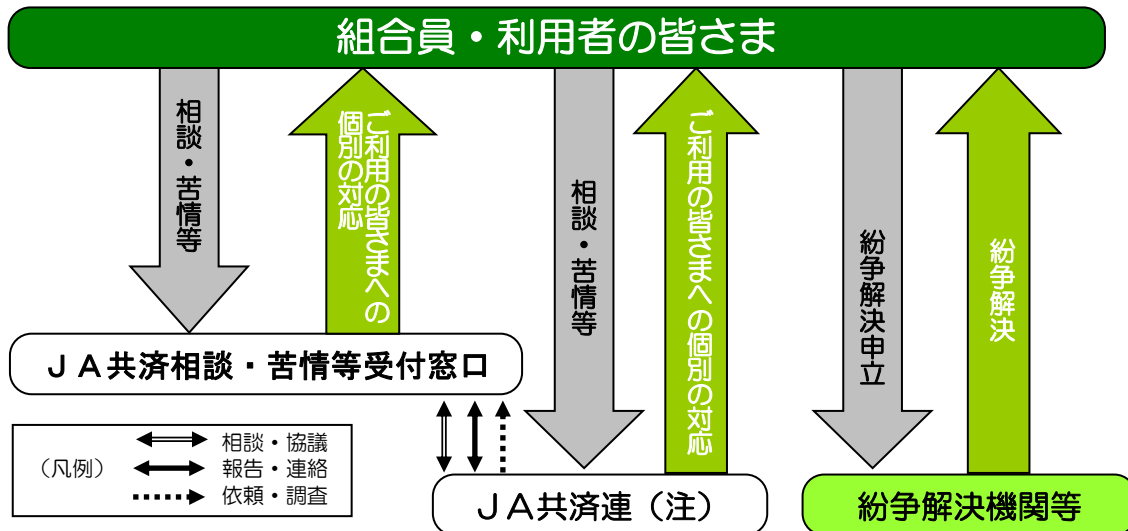 組合員・利用者の皆さま
相談・苦情等
ご利用の皆さまへの
個別の対応
相談・苦情等
ご利用の皆さまへの個別の対応
紛争解決申立
紛争解決
ＪＡ共済相談・苦情等受付窓口
（凡例）
相談・協議
報告・連絡
依頼・調査
ＪＡ共済連（注）
紛争解決機関等